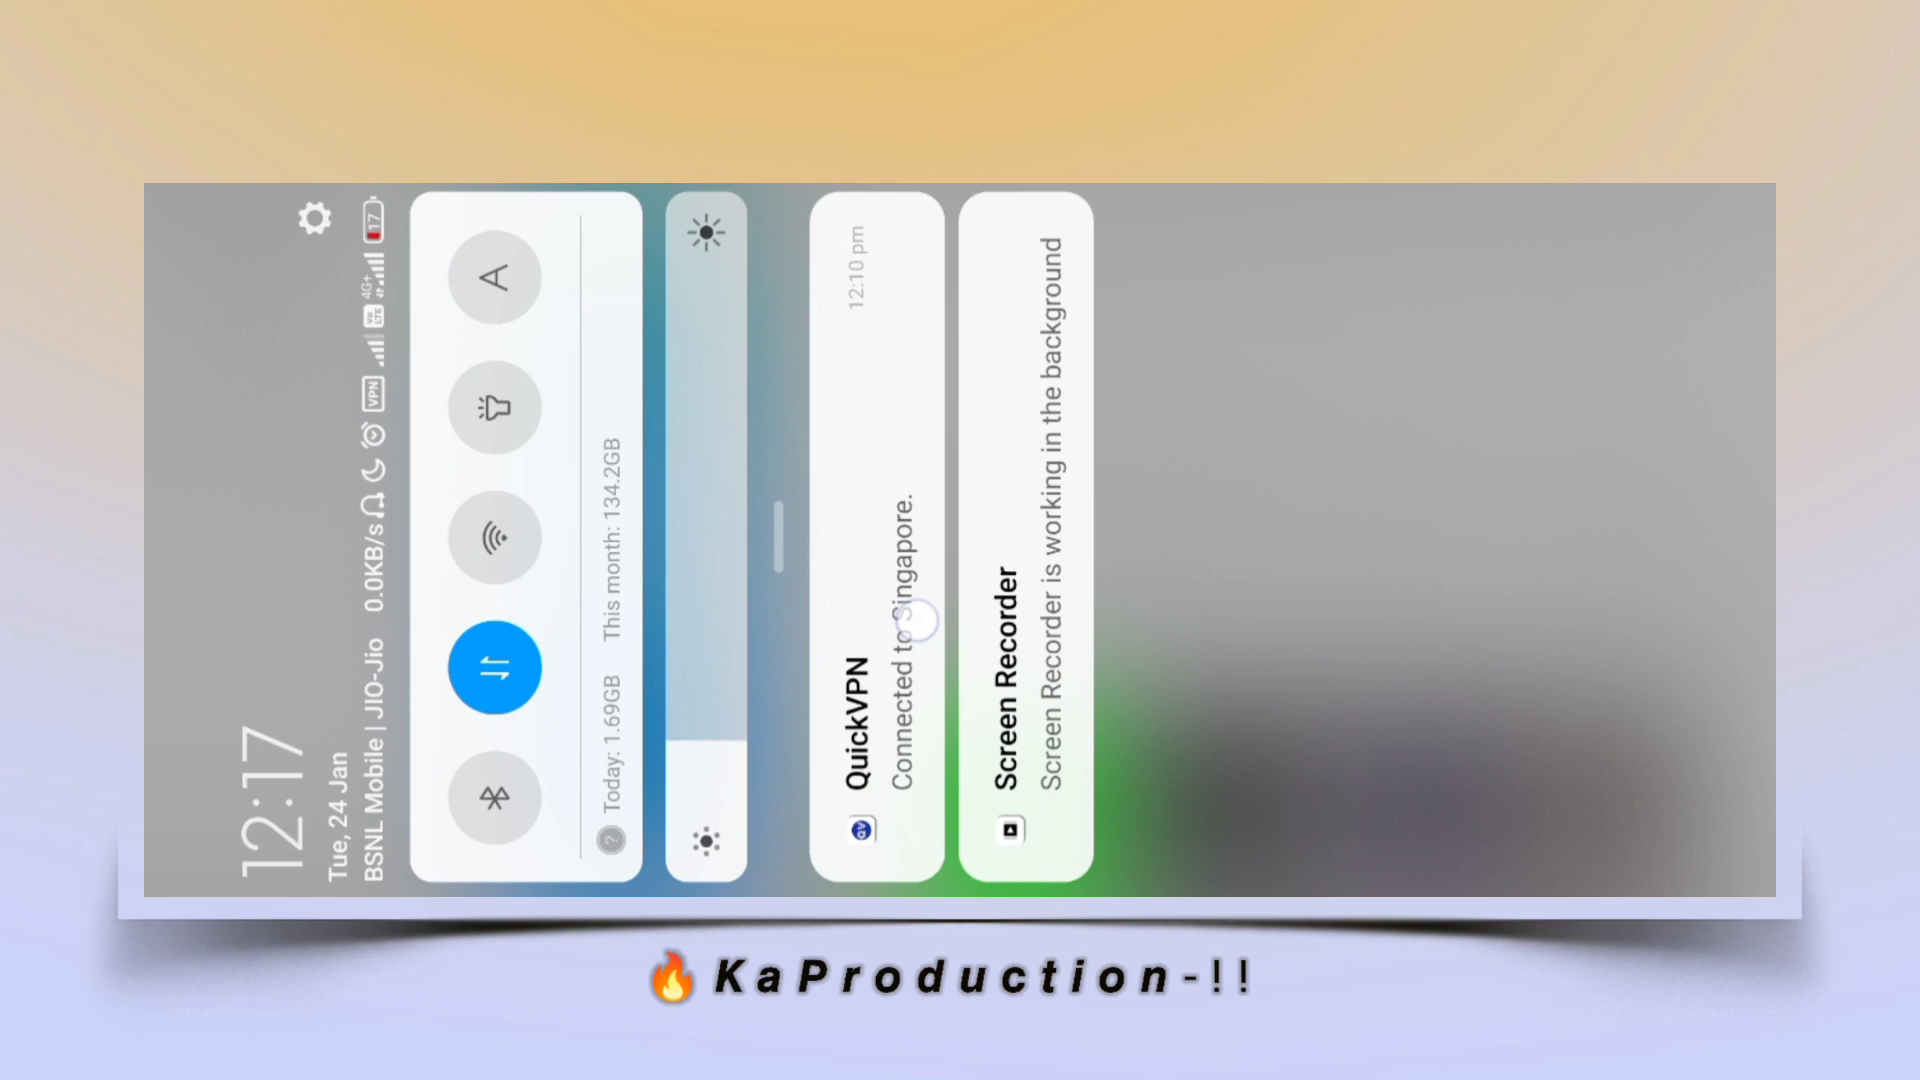 12:17
Tue, 24 Jan
BSNL Mobile | JIO-Jio 0.0KB/s VPN Vo LTE 4G+ 17
A
? Today: 1.69GB This month: 134.2GB
QuickVPN 12:10 pm
Connected to Singapore.
Screen Recorder
Screen Recorder is working in the background
🔥 KaProduction-!!